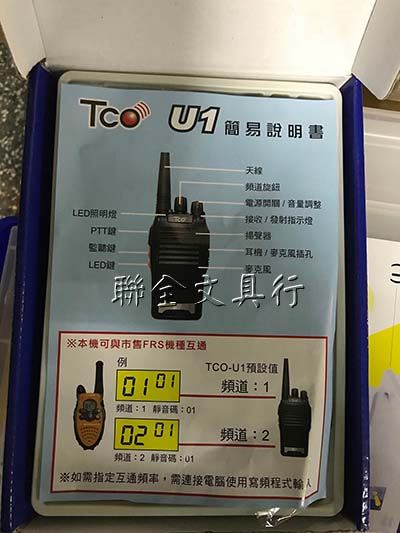 TCO U1 簡易說明書
天線
頻道旋鈕
電源開關 / 音量調整
接收 / 發射指示燈
揚聲器
耳機 / 麥克風插孔
麥克風
LED照明燈
PTT鍵
監聽鍵
LED鍵
TCO
聯全文具行
※本機可與市售FRS機種互通
例
01 01
頻道：1 靜音碼：01
02 01
頻道：2 靜音碼：01
TCO-U1預設值
頻道：1
頻道：2
※如需指定互通頻率，需連接電腦使用寫頻程式輸入